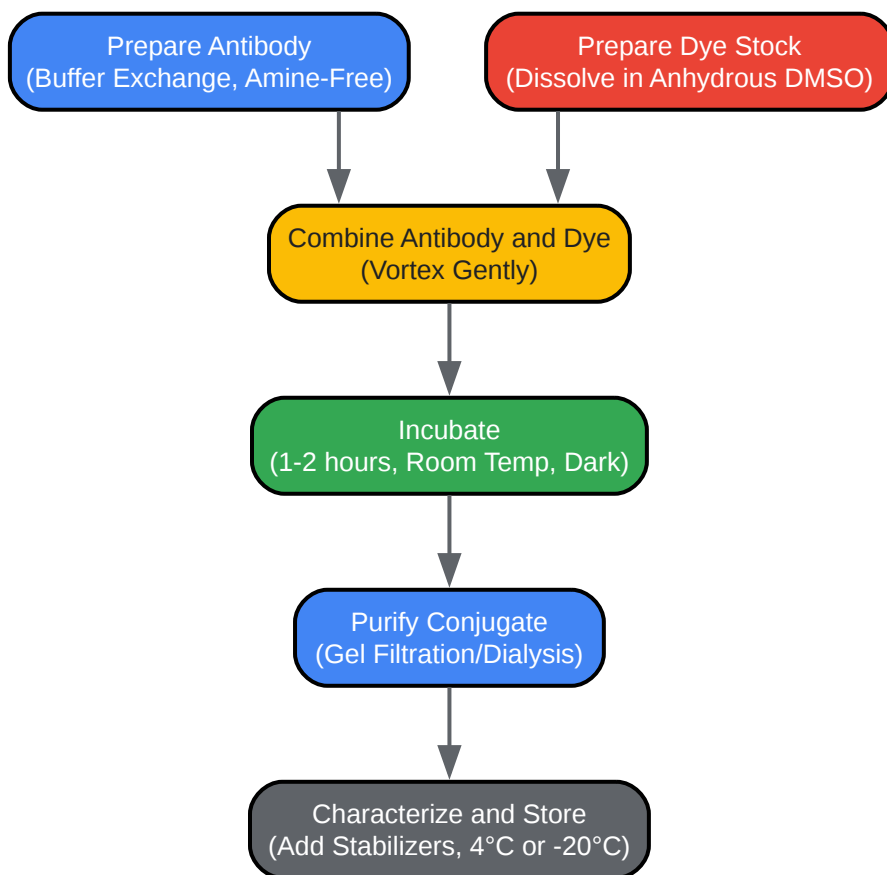 Prepare Antibody
(Buffer Exchange, Amine-Free)
Prepare Dye Stock
(Dissolve in Anhydrous DMSO)
Combine Antibody and Dye
(Vortex Gently)
Incubate
(1-2 hours, Room Temp, Dark)
Purify Conjugate
(Gel Filtration/Dialysis)
Characterize and Store
(Add Stabilizers, 4°C or -20°C)